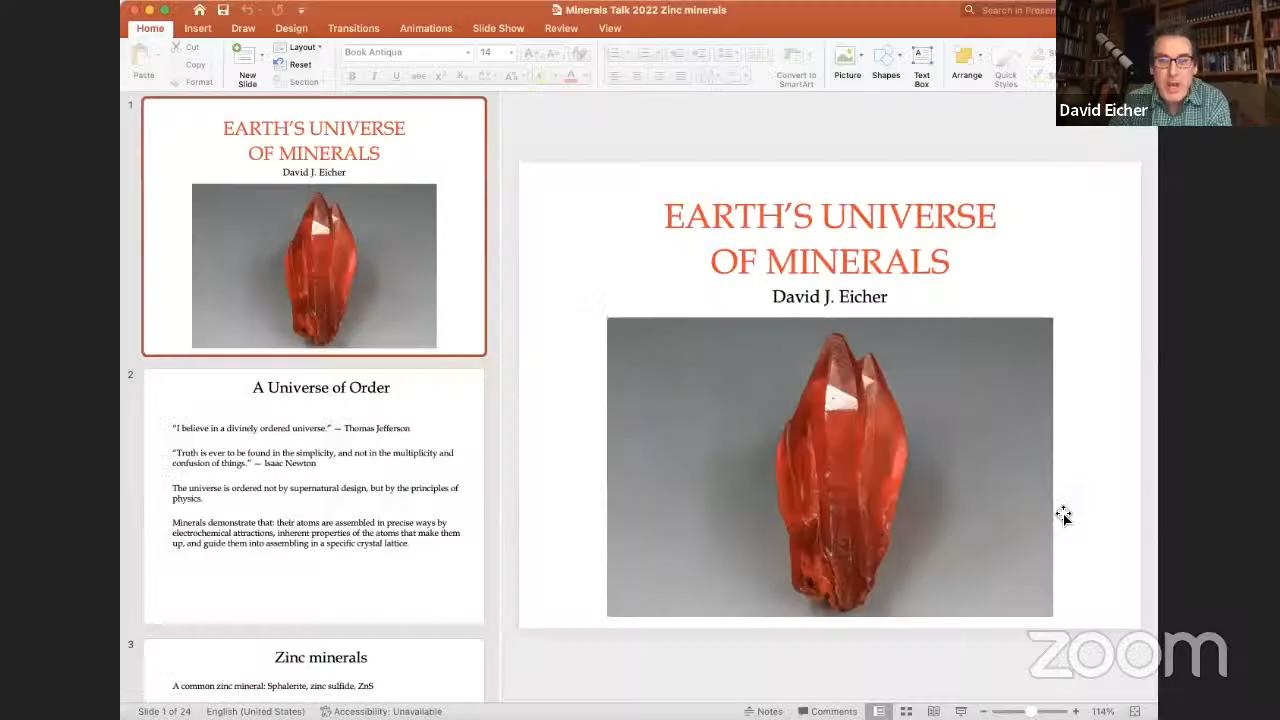 Minerals Talk 2022 Zinc minerals
Search in Presen
Home Insert Draw Design Transitions Animations Slide Show Review View
Paste
Cut
Copy
Format
New
Slide
Layout
Reset
Section
Book Antiqua
14
Convert to
SmartArt
Picture
Shapes
Text
Box
Arrange
Quick
Styles
David Eicher
1
EARTH'S UNIVERSE
OF MINERALS
David J. Eicher
2
A Universe of Order
"I believe in a divinely ordered universe." — Thomas Jefferson
"Truth is ever to be found in the simplicity, and not in the multiplicity and
confusion of things." — Isaac Newton
The universe is ordered not by supernatural design, but by the principles of
physics.
Minerals demonstrate that: their atoms are assembled in precise ways by
electrochemical attractions, inherent properties of the atoms that make them
up, and guide them into assembling in a specific crystal lattice.
3
Zinc minerals
A common zinc mineral: Sphalerite, zinc sulfide, ZnS
EARTH'S UNIVERSE
OF MINERALS
David J. Eicher
zoom
Slide 1 of 24 English (United States) Accessibility: Unavailable Notes Comments 114%